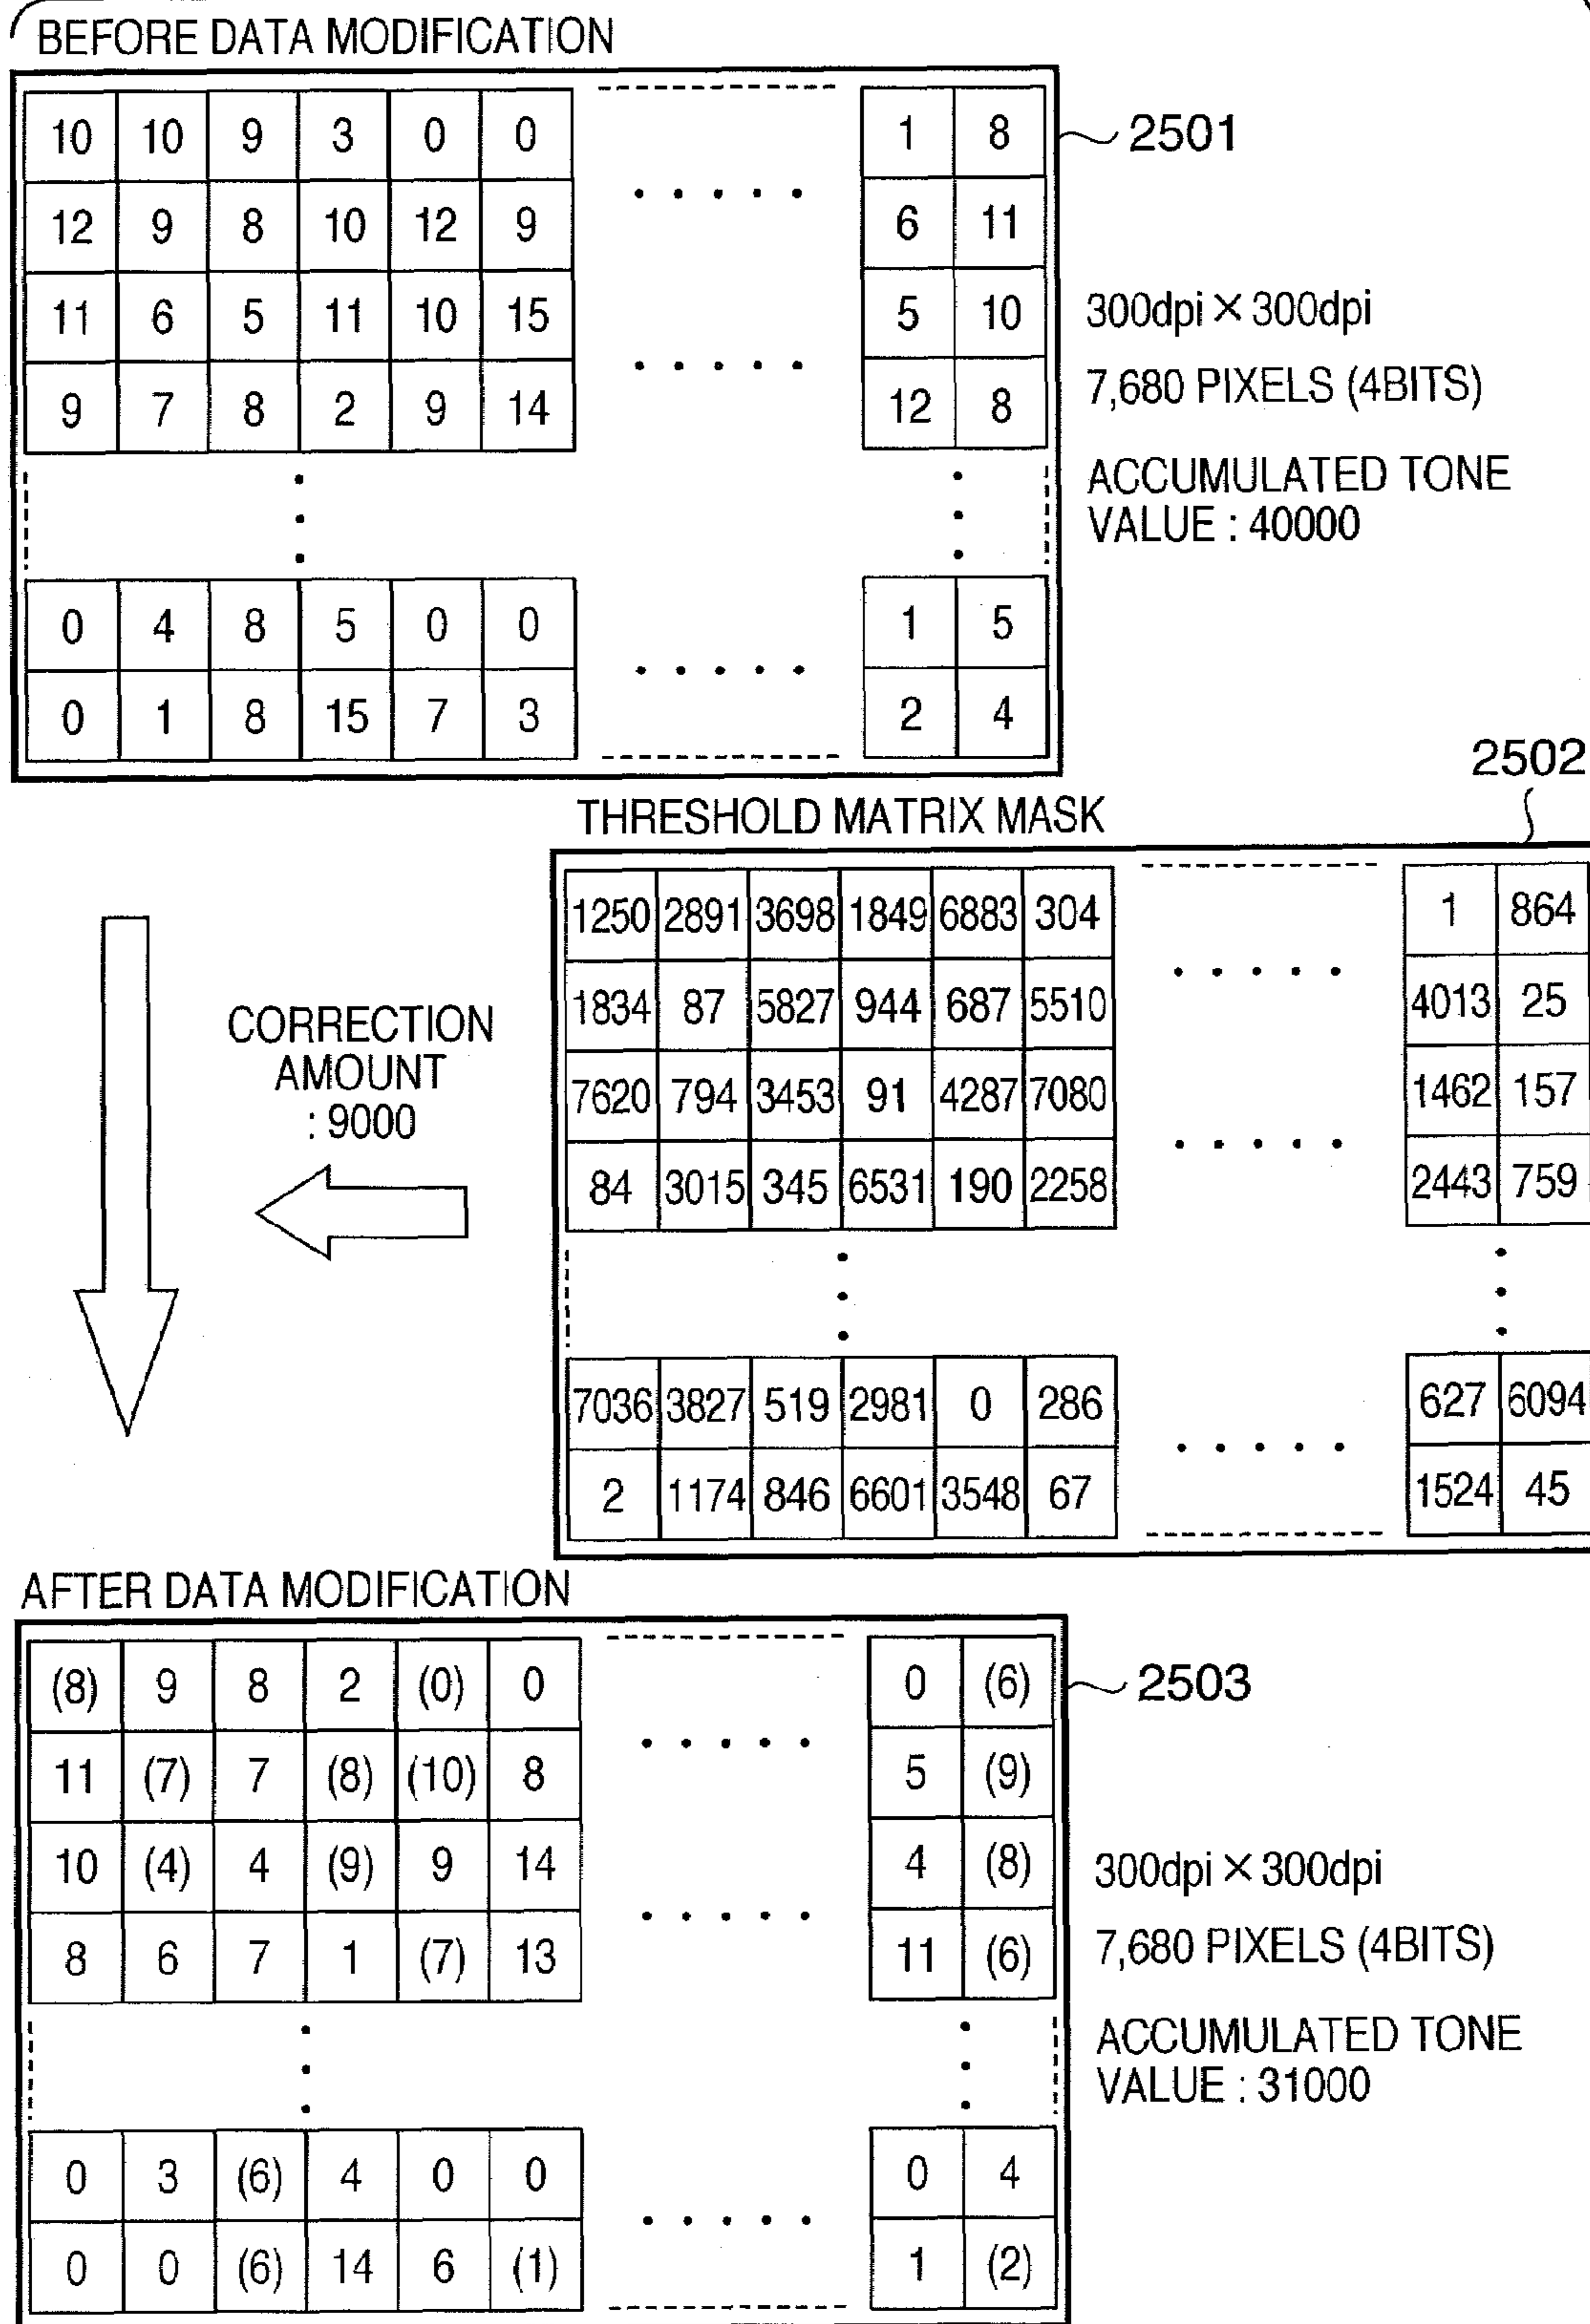 BEFORE DATA MODIFICATION
10 10 9 3 0 0 1 8
2501
12 9 8 10 12 9 6 11
11 6 5 11 10 15 5 10
300dpi × 300dpi
9 7 8 2 9 14 12 8
7,680 PIXELS (4BITS)
ACCUMULATED TONE
VALUE : 40000
0 4 8 5 0 0 1 5
0 1 8 15 7 3 2 4
2502
THRESHOLD MATRIX MASK
1250 2891 3698 1849 6883 304 1 864
1834 87 5827 944 687 5510 4013 25
7620 794 3453 91 4287 7080 1462 157
84 3015 345 6531 190 2258 2443 759
CORRECTION
AMOUNT
: 9000
7036 3827 519 2981 0 286 627 6094
2 1174 846 6601 3548 67 1524 45
AFTER DATA MODIFICATION
(8) 9 8 2 (0) 0 0 (6)
2503
11 (7) 7 (8) (10) 8 5 (9)
10 (4) 4 (9) 9 14 4 (8)
300dpi × 300dpi
8 6 7 1 (7) 13 11 (6)
7,680 PIXELS (4BITS)
ACCUMULATED TONE
VALUE : 31000
0 3 (6) 4 0 0 0 4
0 0 (6) 14 6 (1) 1 (2)